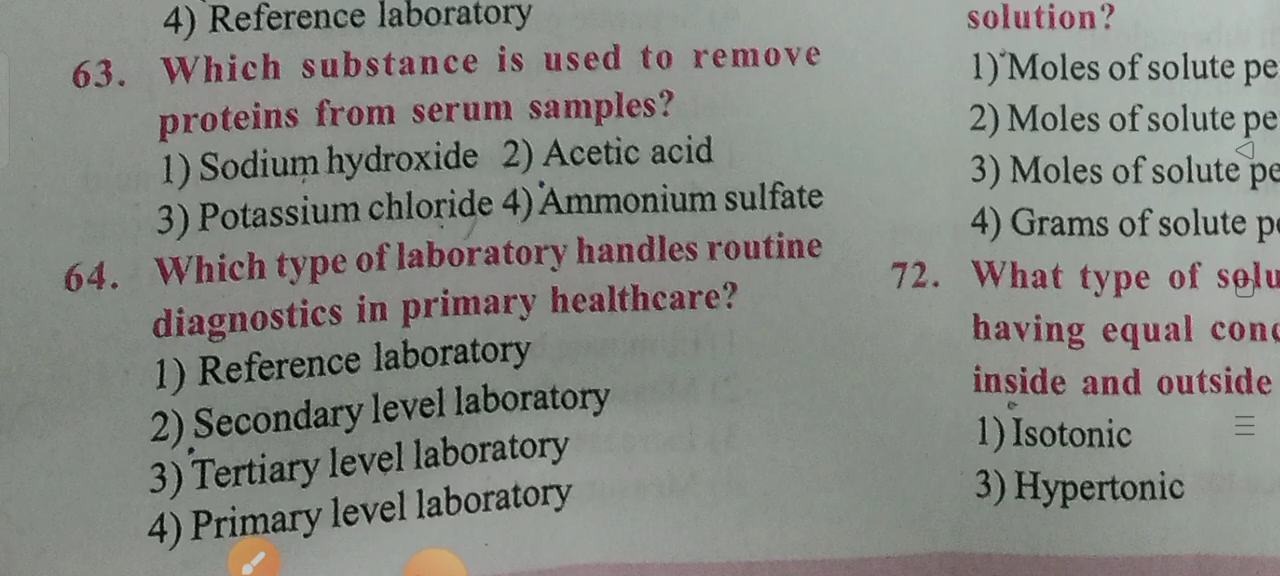 4) Reference laboratory
63. Which substance is used to remove
proteins from serum samples?
1) Sodium hydroxide 2) Acetic acid
3) Potassium chloride 4) Ammonium sulfate
64. Which type of laboratory handles routine
diagnostics in primary healthcare?
1) Reference laboratory
2) Secondary level laboratory
3) Tertiary level laboratory
4) Primary level laboratory
solution?
1) Moles of solute
2) Moles of solute
3) Moles of solute
4) Grams of solute
72. What type of
having equal
inside and outside
1) Isotonic
3) Hypertonic